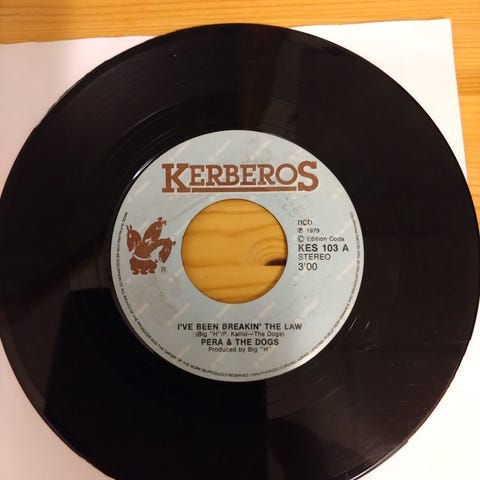 KERBEROS
ncb
℗ 1979
© Edition Coda
KES 103 A
STEREO
3'00
®
I'VE BEEN BREAKIN' THE LAW
(Big "H"/P. Kallio—The Dogs)
PERA & THE DOGS
Produced by Big "H"